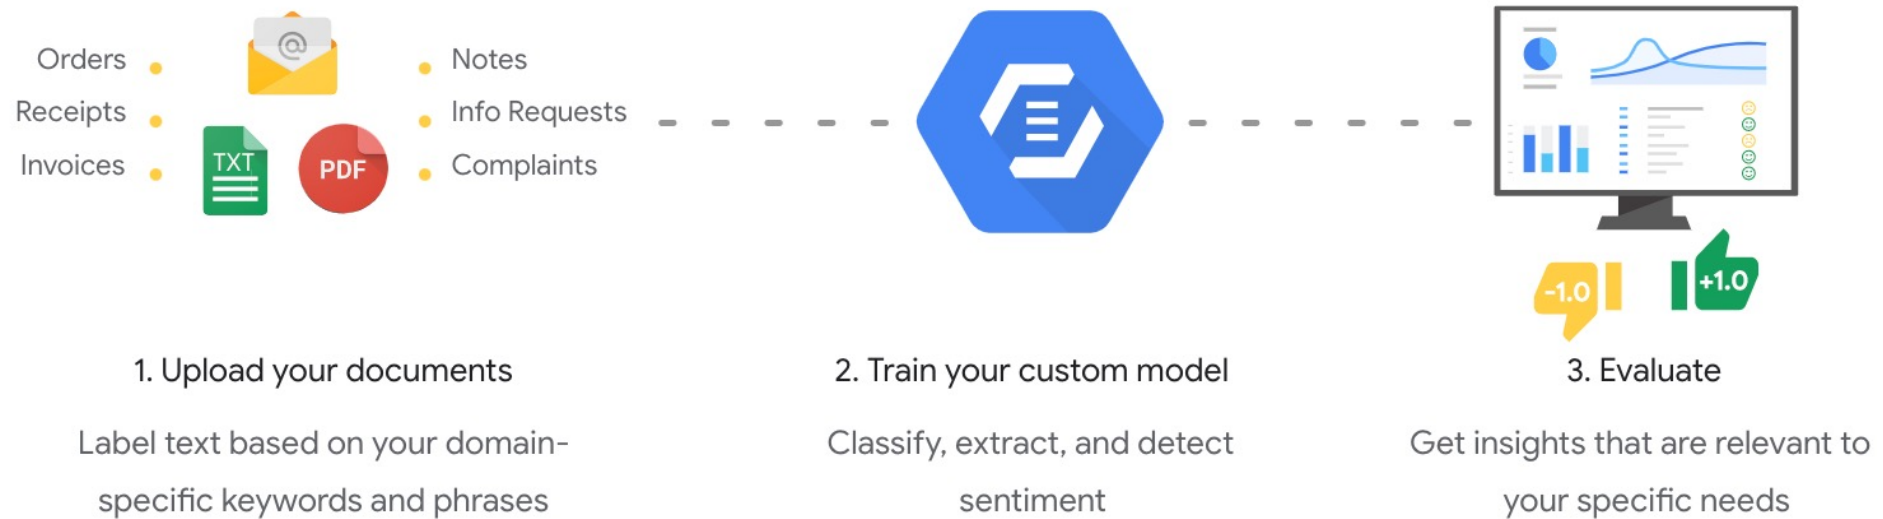 Orders
Receipts
Invoices
@
TXT
PDF
Notes
Info Requests
Complaints
-1.0
+1.0
1. Upload your documents
Label text based on your domain-
specific keywords and phrases
2. Train your custom model
Classify, extract, and detect
sentiment
3. Evaluate
Get insights that are relevant to
your specific needs